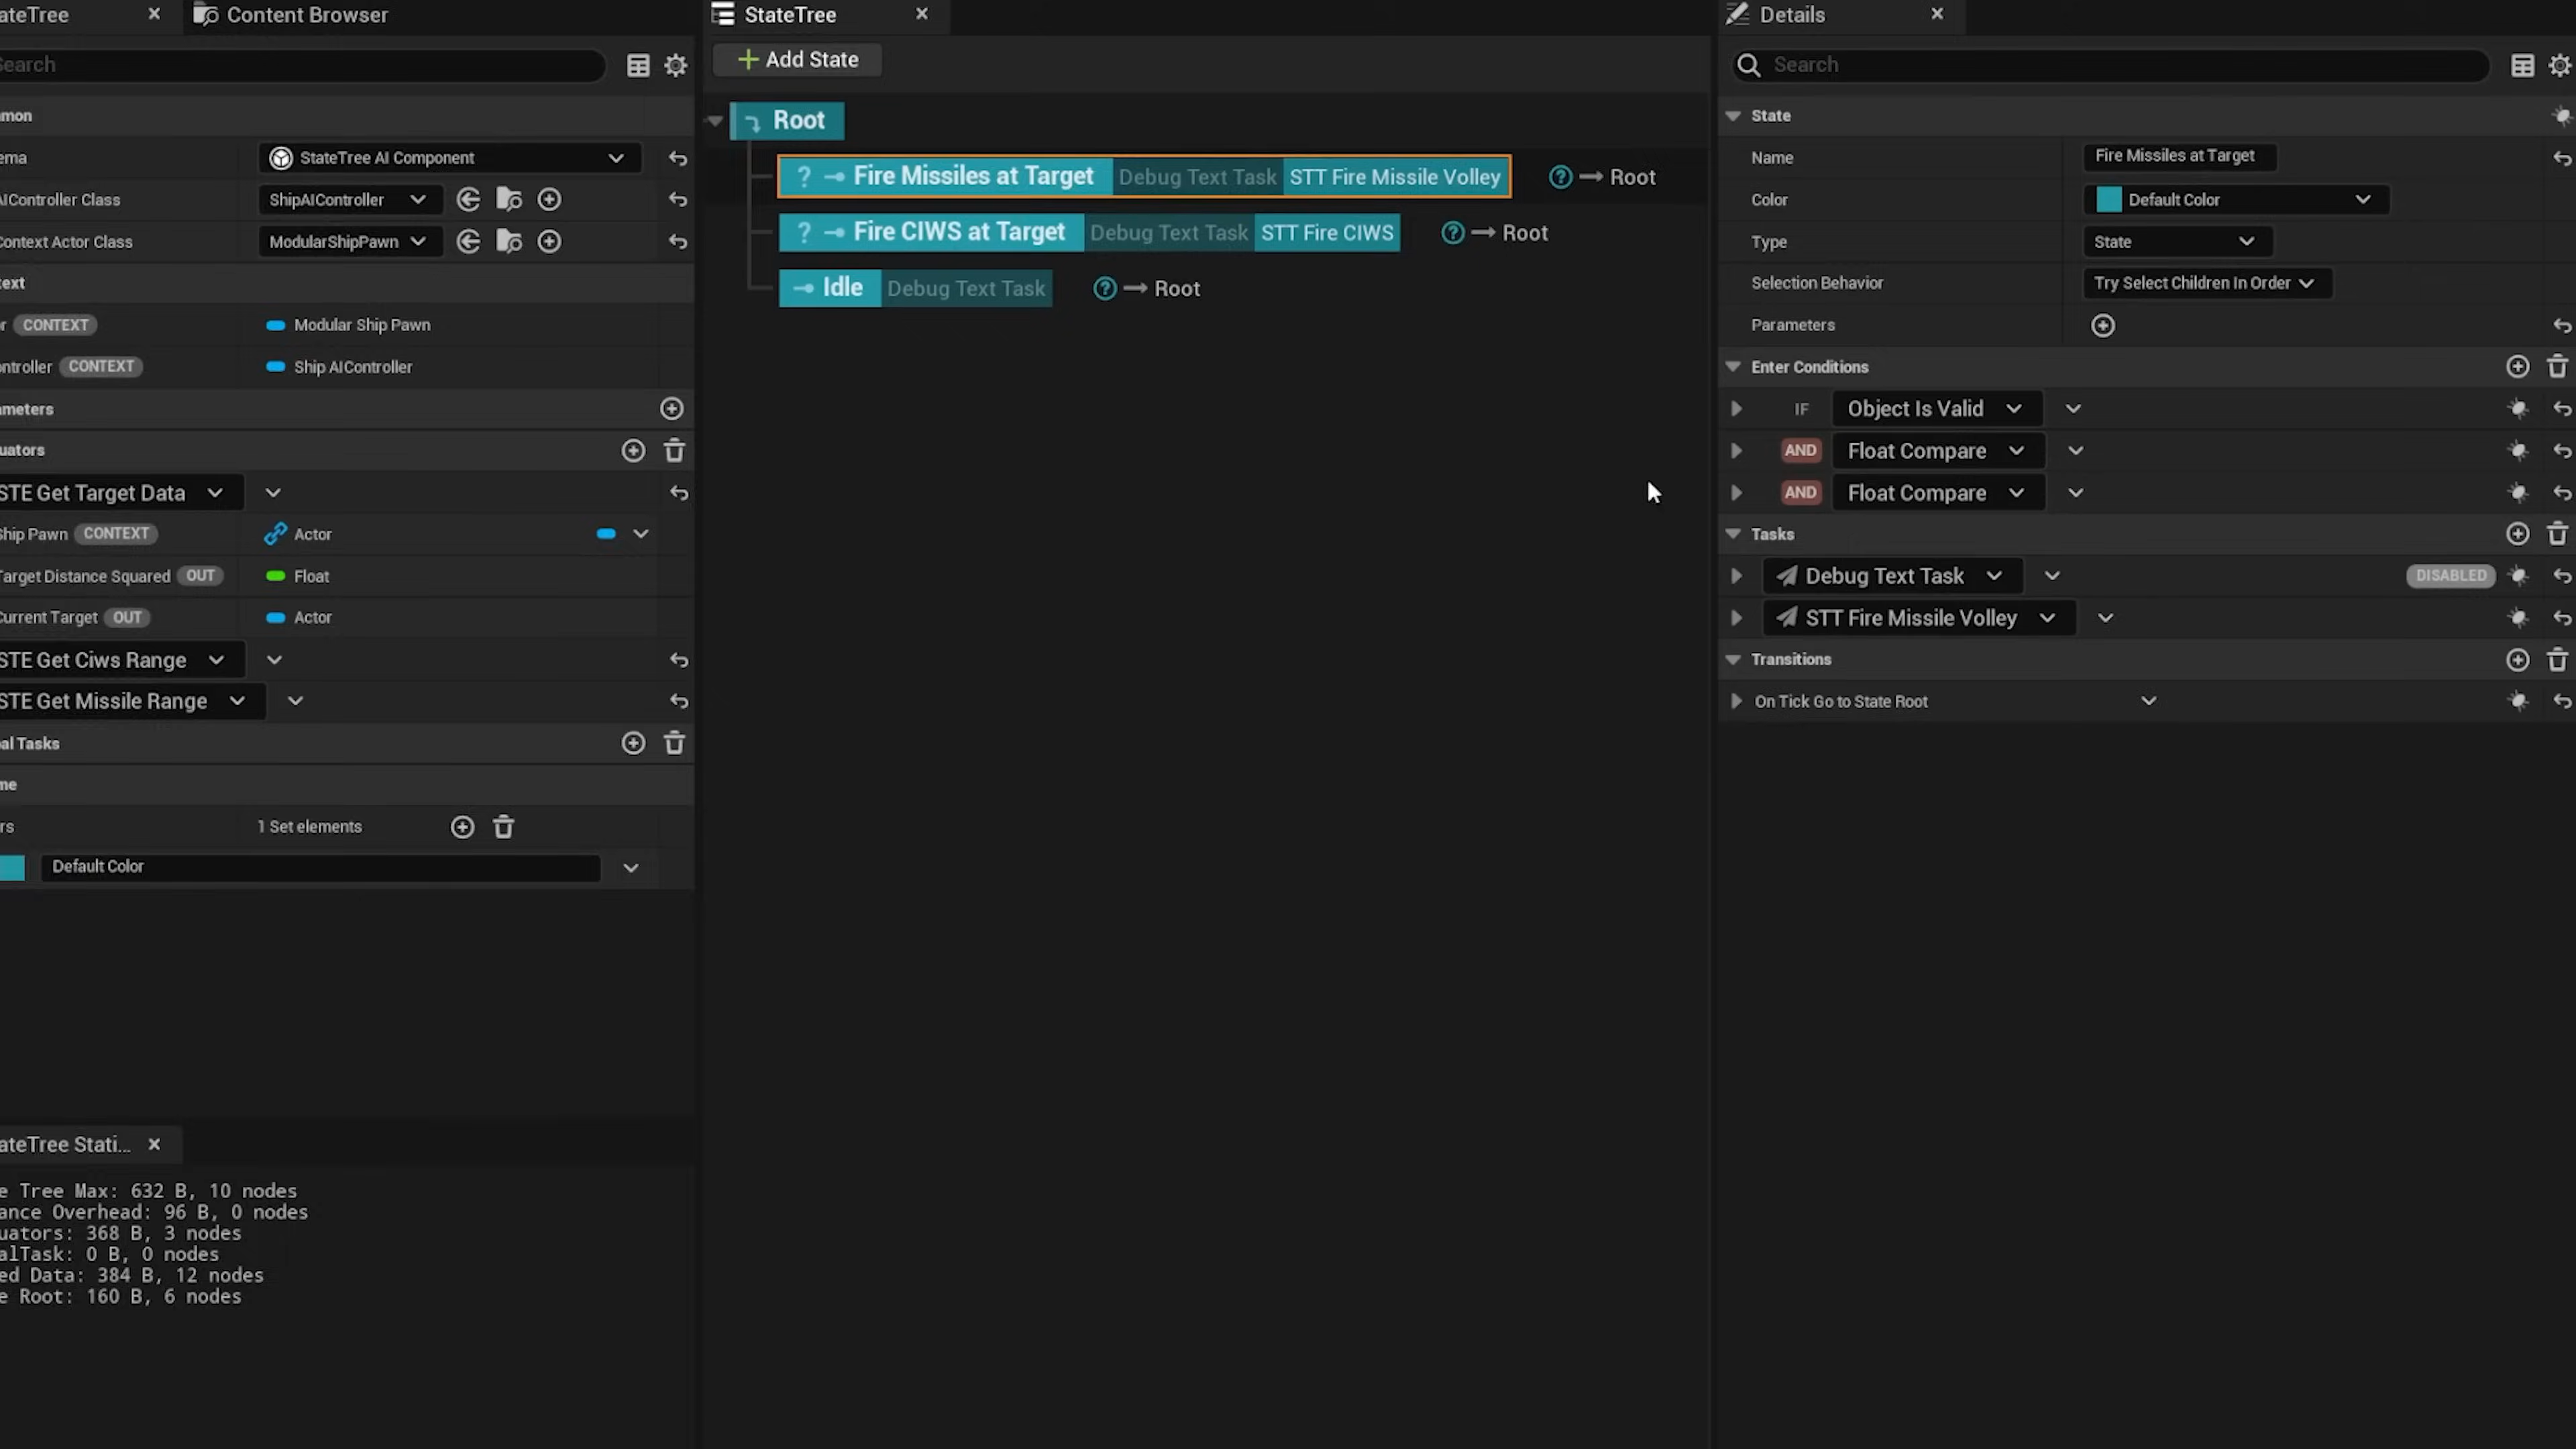 ateTree
Content Browser
Search
mmon
ema
StateTree AI Component
AIController Class
ShipAIController
Context Actor Class
ModularShipPawn
text
r CONTEXT
Modular Ship Pawn
ontroller CONTEXT
Ship AIController
ameters
uators
STE Get Target Data
Ship Pawn CONTEXT
Actor
Target Distance Squared OUT
Float
Current Target OUT
Actor
STE Get Ciws Range
STE Get Missile Range
al Tasks
me
rs
1 Set elements
Default Color
ateTree Stati...
e Tree Max: 632 B, 10 nodes
ance Overhead: 96 B, 0 nodes
uators: 368 B, 3 nodes
alTask: 0 B, 0 nodes
ed Data: 384 B, 12 nodes
e Root: 160 B, 6 nodes
StateTree
Add State
Root
? Fire Missiles at Target Debug Text Task STT Fire Missile Volley ? → Root
? Fire CIWS at Target Debug Text Task STT Fire CIWS ? → Root
Idle Debug Text Task ? → Root
Details
Search
State
Name
Fire Missiles at Target
Color
Default Color
Type
State
Selection Behavior
Try Select Children In Order
Parameters
Enter Conditions
IF Object Is Valid
AND Float Compare
AND Float Compare
Tasks
Debug Text Task
DISABLED
STT Fire Missile Volley
Transitions
On Tick Go to State Root